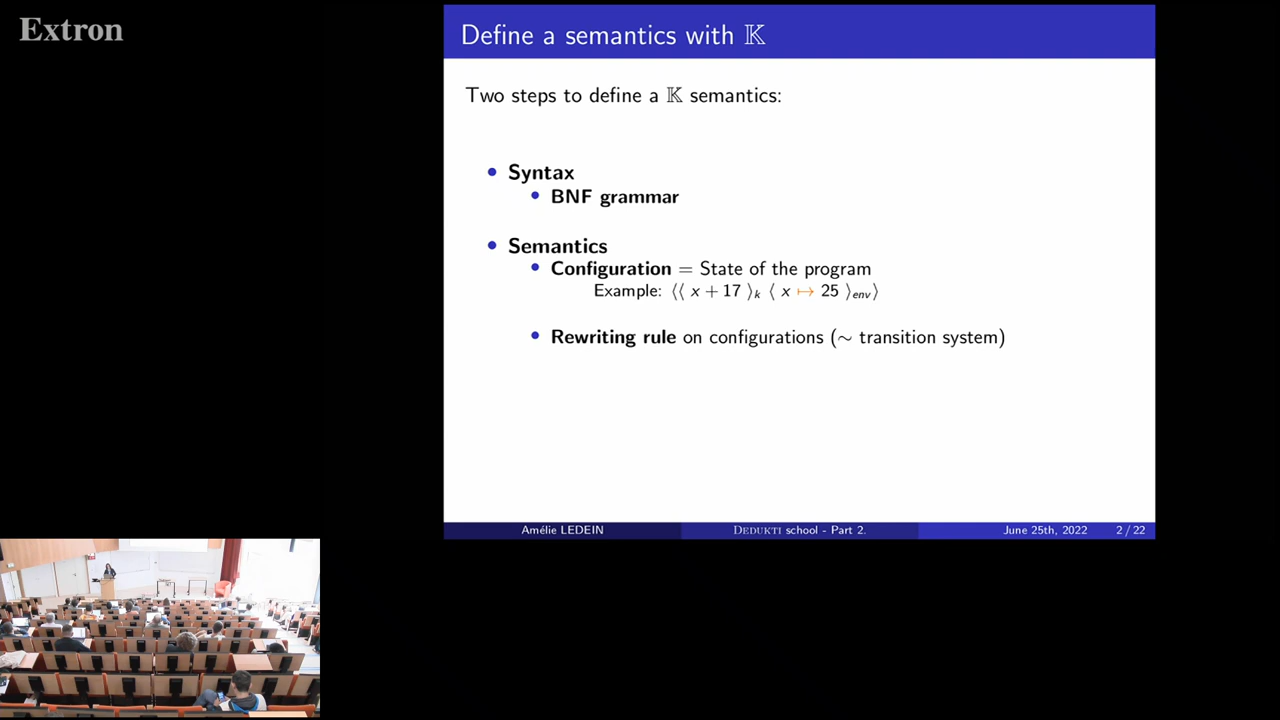 Extron
Define a semantics with 𝕂
Two steps to define a 𝕂 semantics:
• Syntax
• BNF grammar
• Semantics
• Configuration = State of the program
Example: ⟨⟨ x + 17 ⟩k ⟨ x ↦ 25 ⟩env⟩
• Rewriting rule on configurations (∼ transition system)
Amélie LEDEIN
DEDUKTI school - Part 2.
June 25th, 2022
2 / 22